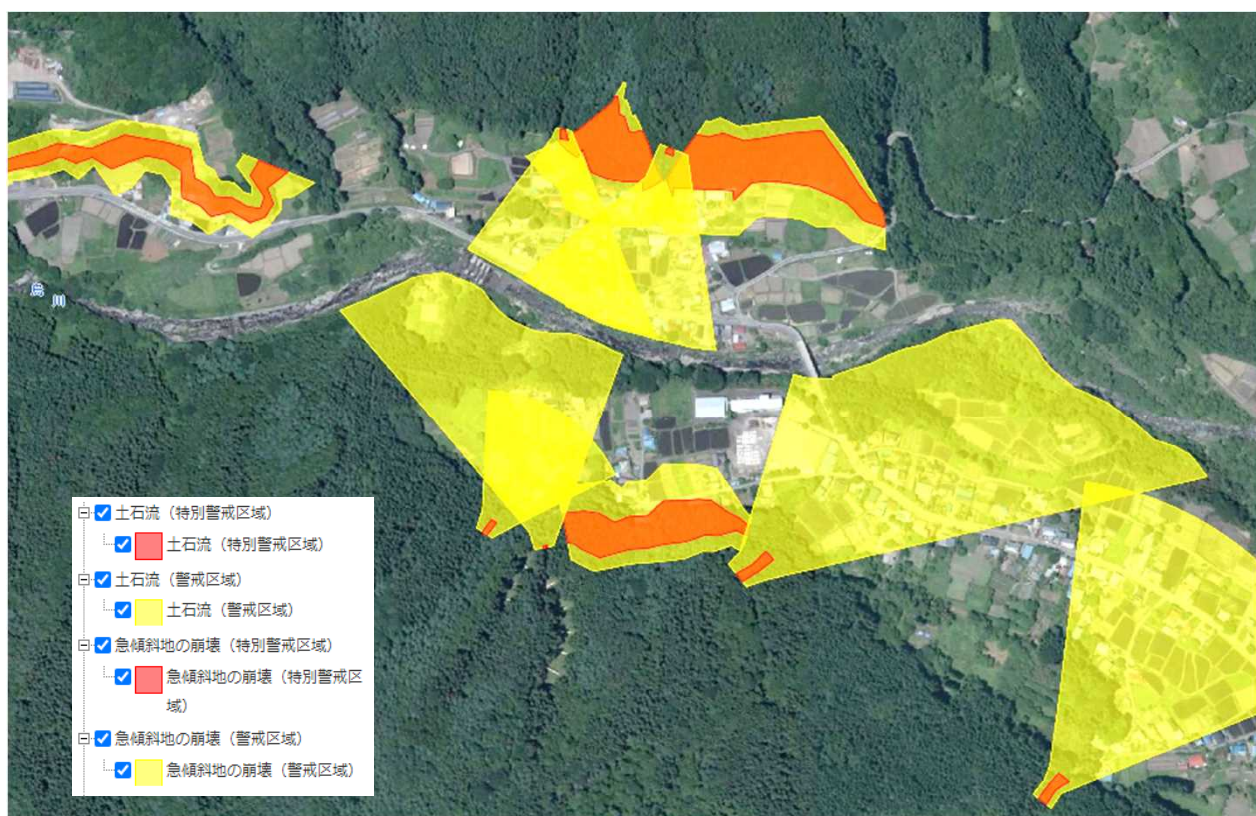 烏
川
土石流（特別警戒区域）
土石流（特別警戒区域）
土石流（警戒区域）
土石流（警戒区域）
急傾斜地の崩壊（特別警戒区域）
急傾斜地の崩壊（特別警戒区
域）
急傾斜地の崩壊（警戒区域）
急傾斜地の崩壊（警戒区域）